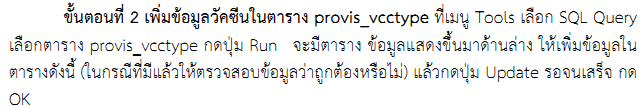 ขั้นตอนที่ 2 เพิ่มข้อมูลวัคซีนในตาราง provis_vcctype ที่เมนู Tools เลือก SQL Query
เลือกตาราง provis_vcctype กดปุ่ม Run จะมีตาราง ข้อมูลแสดงขึ้นมาด้านล่าง ให้เพิ่มข้อมูลใน
ตารางดังนี้ (ในกรณีที่มีแล้วให้ตรวจสอบข้อมูลว่าถูกต้องหรือไม่) แล้วกดปุ่ม Update รอจนเสร็จ กด
OK